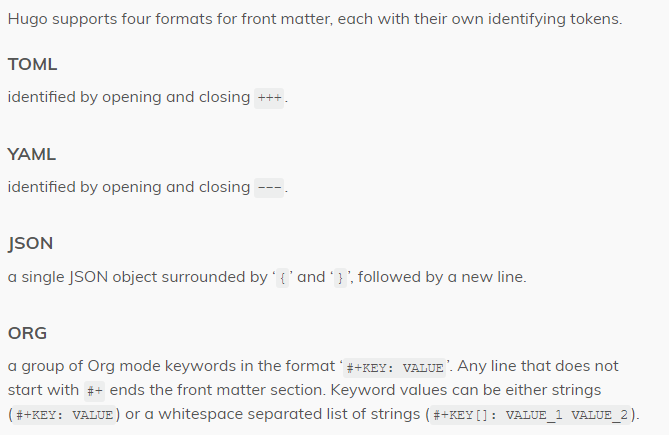 Hugo supports four formats for front matter, each with their own identifying tokens.
TOML
identified by opening and closing +++.
YAML
identified by opening and closing ---.
JSON
a single JSON object surrounded by ‘{’ and ‘}’, followed by a new line.
ORG
a group of Org mode keywords in the format ‘#+KEY: VALUE’. Any line that does not
start with #+ ends the front matter section. Keyword values can be either strings
(#+KEY: VALUE) or a whitespace separated list of strings (#+KEY[]: VALUE_1 VALUE_2).